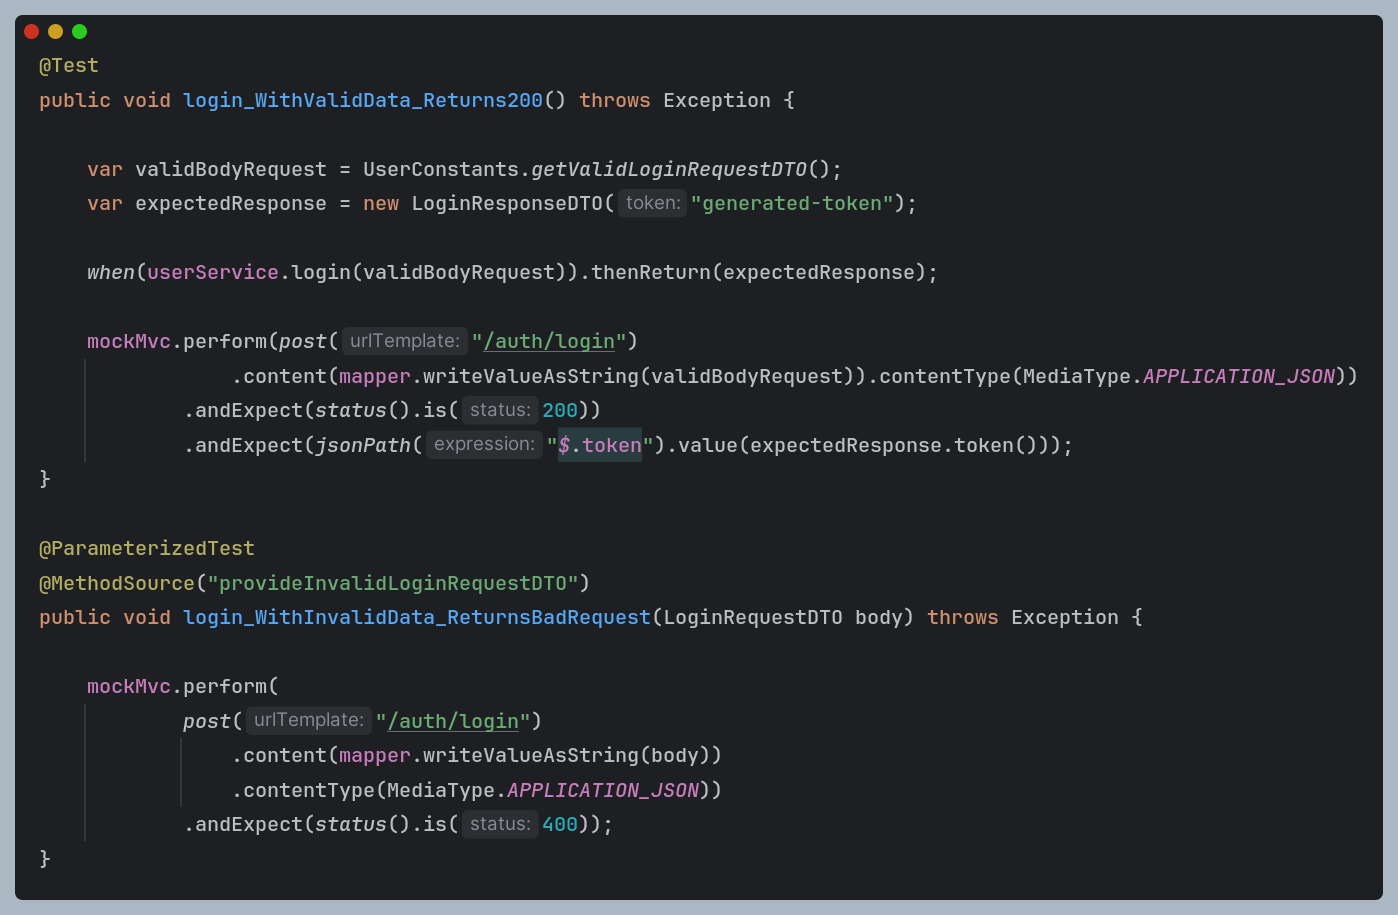 @Test
public void login_WithValidData_Returns200() throws Exception {
var validBodyRequest = UserConstants.getValidLoginRequestDTO();
var expectedResponse = new LoginResponseDTO( token: "generated-token");
when(userService.login(validBodyRequest)).thenReturn(expectedResponse);
mockMvc.perform(post( urlTemplate: "/auth/login")
.content(mapper.writeValueAsString(validBodyRequest)).contentType(MediaType.APPLICATION_JSON))
.andExpect(status().is( status: 200))
.andExpect(jsonPath( expression: "$.token").value(expectedResponse.token()));
}
@ParameterizedTest
@MethodSource("provideInvalidLoginRequestDTO")
public void login_WithInvalidData_ReturnsBadRequest(LoginRequestDTO body) throws Exception {
mockMvc.perform(
post( urlTemplate: "/auth/login")
.content(mapper.writeValueAsString(body))
.contentType(MediaType.APPLICATION_JSON))
.andExpect(status().is( status: 400));
}